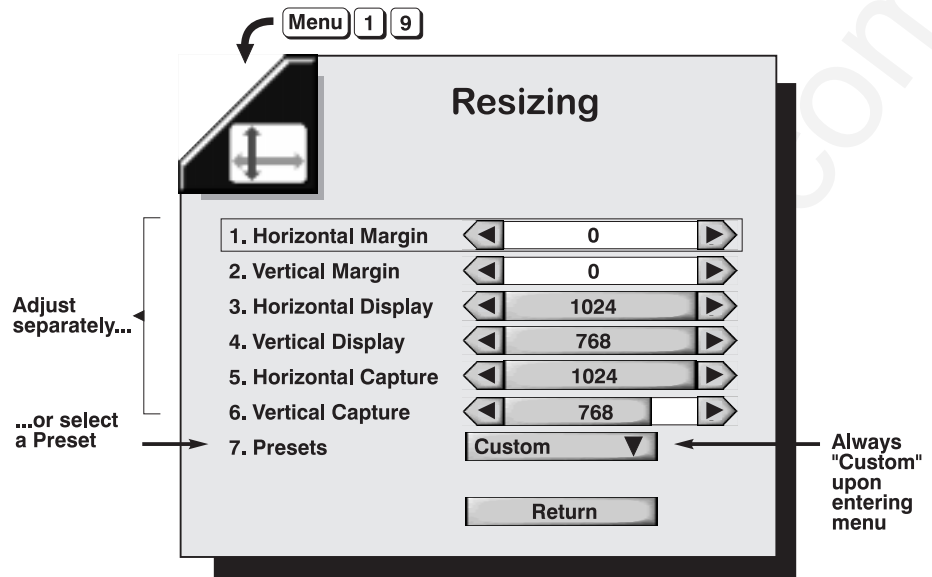 Menu 1 9
Resizing
1. Horizontal Margin 0
2. Vertical Margin 0
3. Horizontal Display 1024
4. Vertical Display 768
5. Horizontal Capture 1024
6. Vertical Capture 768
7. Presets Custom
Return
Adjust
separately...
...or select
a Preset
Always
"Custom"
upon
entering
menu
com